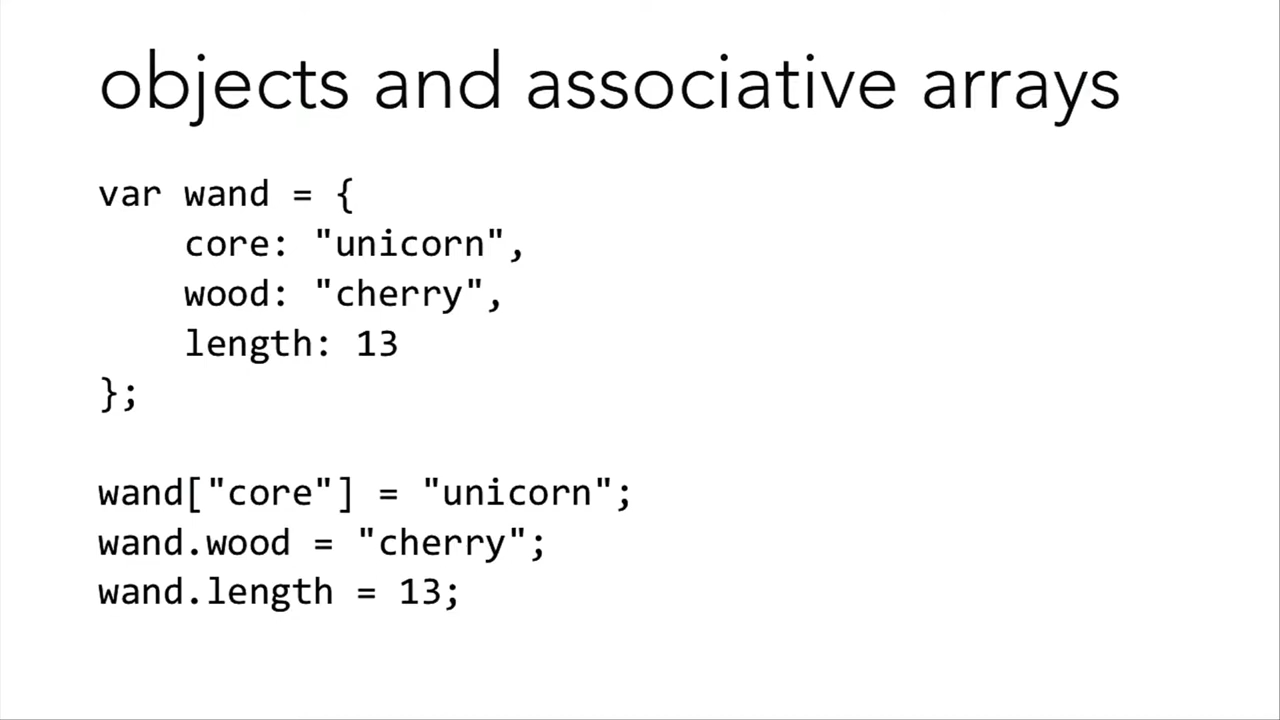 objects and associative arrays
var wand = {
    core: "unicorn",
    wood: "cherry",
    length: 13
};
wand["core"] = "unicorn";
wand.wood = "cherry";
wand.length = 13;